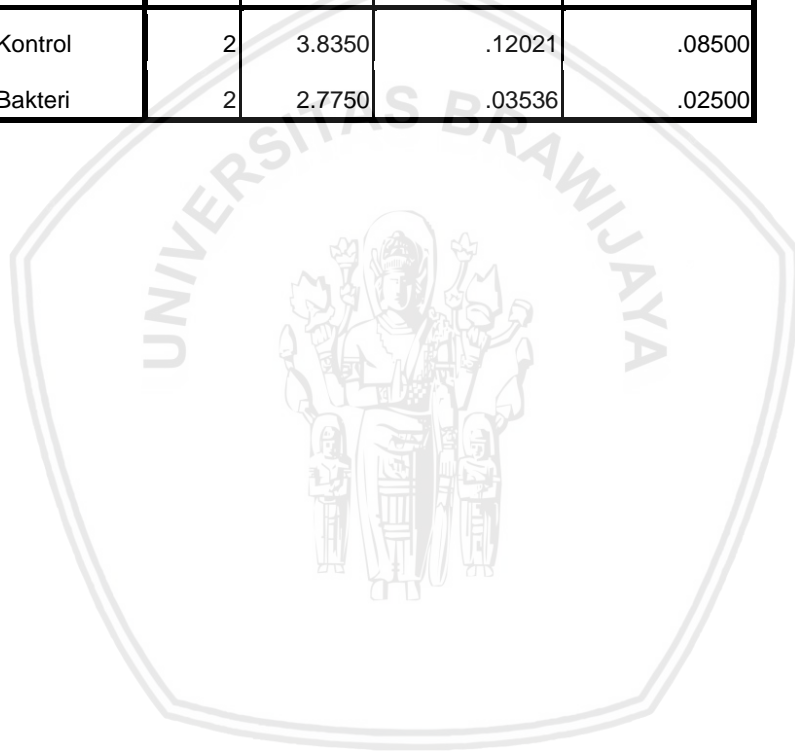 Kontrol 2 3.8350 .12021 .08500
Bakteri 2 2.7750 .03536 .02500
UNIVERSITAS BRAWIJAYA